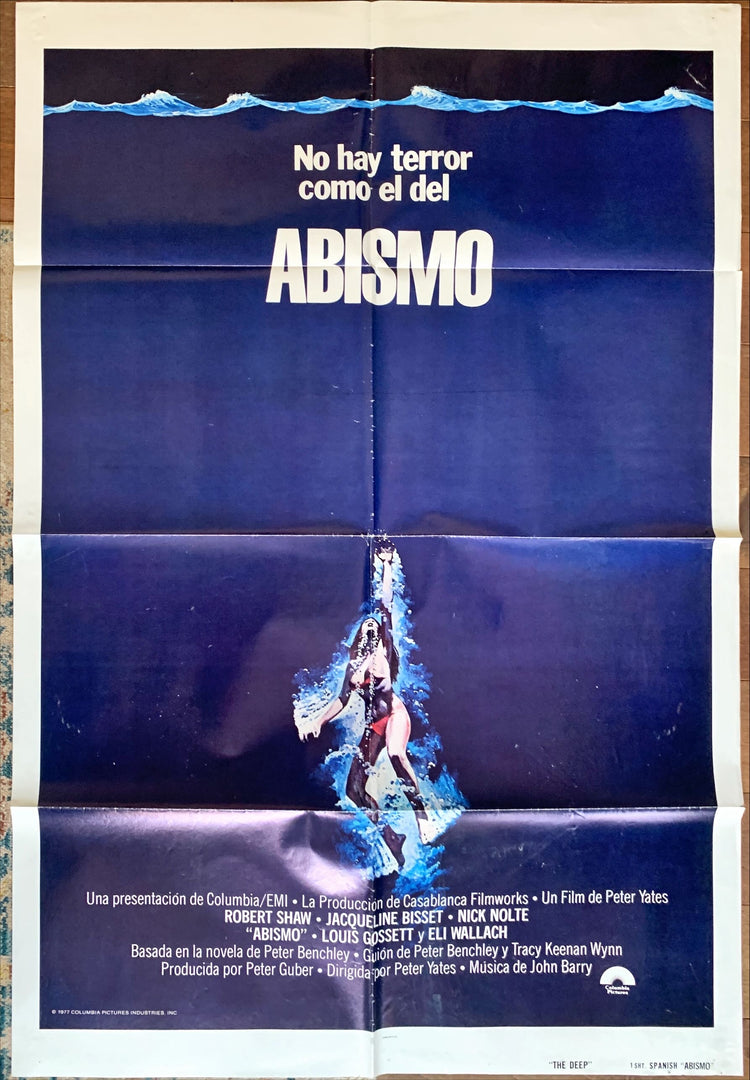 No hay terror
como el del
ABISMO
Una presentación de Columbia/EMI • La Producción de Casablanca Filmworks • Un Film de Peter Yates
ROBERT SHAW • JACQUELINE BISSET • NICK NOLTE
"ABISMO" • LOUIS GOSSETT y ELI WALLACH
Basada en la novela de Peter Benchley • Guión de Peter Benchley y Tracy Keenan Wynn
Producida por Peter Guber • Dirigida por Peter Yates • Música de John Barry
Columbia
Pictures
© 1977 COLUMBIA PICTURES INDUSTRIES, INC
"THE DEEP" 1 SHT. SPANISH "ABISMO"